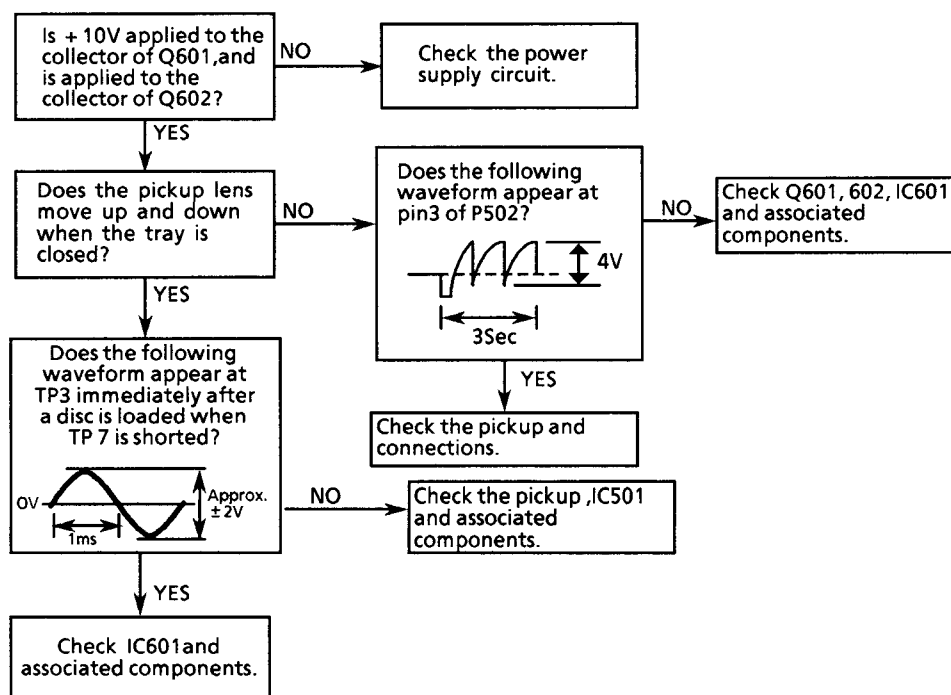 Is + 10V applied to the
collector of Q601,and
is applied to the
collector of Q602?
NO
Check the power
supply circuit.
YES
Does the pickup lens
move up and down
when the tray is
closed?
NO
Does the following
waveform appear at
pin3 of P502?
4V
3Sec
NO
Check Q601, 602, IC601
and associated
components.
YES
Check the pickup and
connections.
YES
Does the following
waveform appear at
TP3 immediately after
a disc is loaded when
TP 7 is shorted?
0V
1ms
Approx.
±2V
NO
Check the pickup ,IC501
and associated
components.
YES
Check IC601and
associated components.